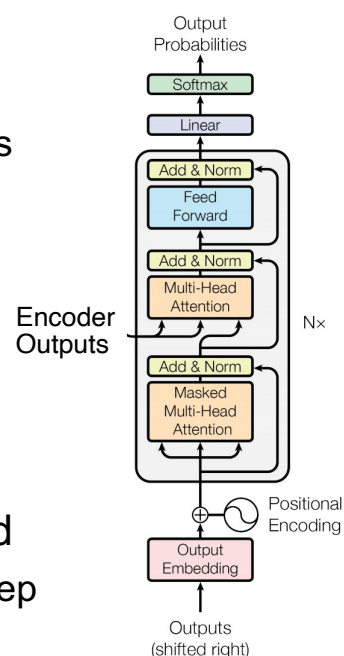 Output
Probabilities
Softmax
s
Linear
Add & Norm
Feed
Forward
Add & Norm
Multi-Head
Attention
Encoder
Outputs
N×
Add & Norm
Masked
Multi-Head
Attention
Positional
Encoding
d
Output
Embedding
ep
Outputs
(shifted right)